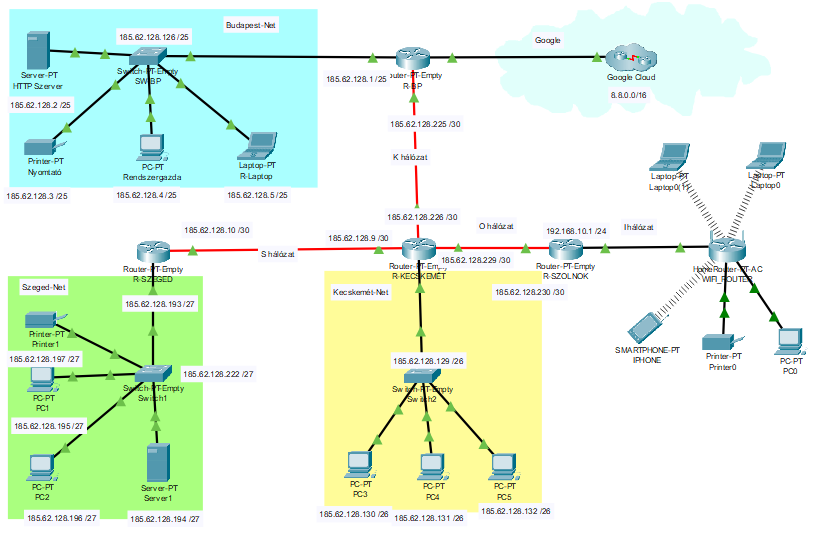 Budapest-Net
185.62.128.126 /25
Google
Server-PT
HTTP Szerver
Switch-PT-Empty
SW-BP
185.62.128.1 /25
Router-PT-Empty
R-BP
Google Cloud
8.8.0.0/16
185.62.128.2 /25
185.62.128.225 /30
K hálózat
Printer-PT
Nyomtató
PC-PT
Rendszergazda
Laptop-PT
R-Laptop
Laptop-PT
Laptop0(1)
Laptop-PT
Laptop0
185.62.128.3 /25
185.62.128.4 /25
185.62.128.5 /25
185.62.128.226 /30
185.62.128.10 /30
185.62.128.9 /30
O hálózat
192.168.10.1 /24
I hálózat
S hálózat
185.62.128.229 /30
Router-PT-Empty
R-SZEGED
Router-PT-Empty
R-KECSKEMÉT
Router-PT-Empty
R-SZOLNOK
HomeRouter-PT-AC
WIFI_ROUTER
Szeged-Net
185.62.128.193 /27
Kecskemét-Net
185.62.128.230 /30
Printer-PT
Printer1
185.62.128.197 /27
185.62.128.222 /27
185.62.128.129 /26
SMARTPHONE-PT
IPHONE
Printer-PT
Printer0
PC-PT
PC0
Switch-PT-Empty
Switch1
Switch-PT-Empty
Switch2
PC-PT
PC1
185.62.128.195 /27
PC-PT
PC2
Server-PT
Server1
PC-PT
PC3
PC-PT
PC4
PC-PT
PC5
185.62.128.196 /27
185.62.128.194 /27
185.62.128.130 /26
185.62.128.131 /26
185.62.128.132 /26